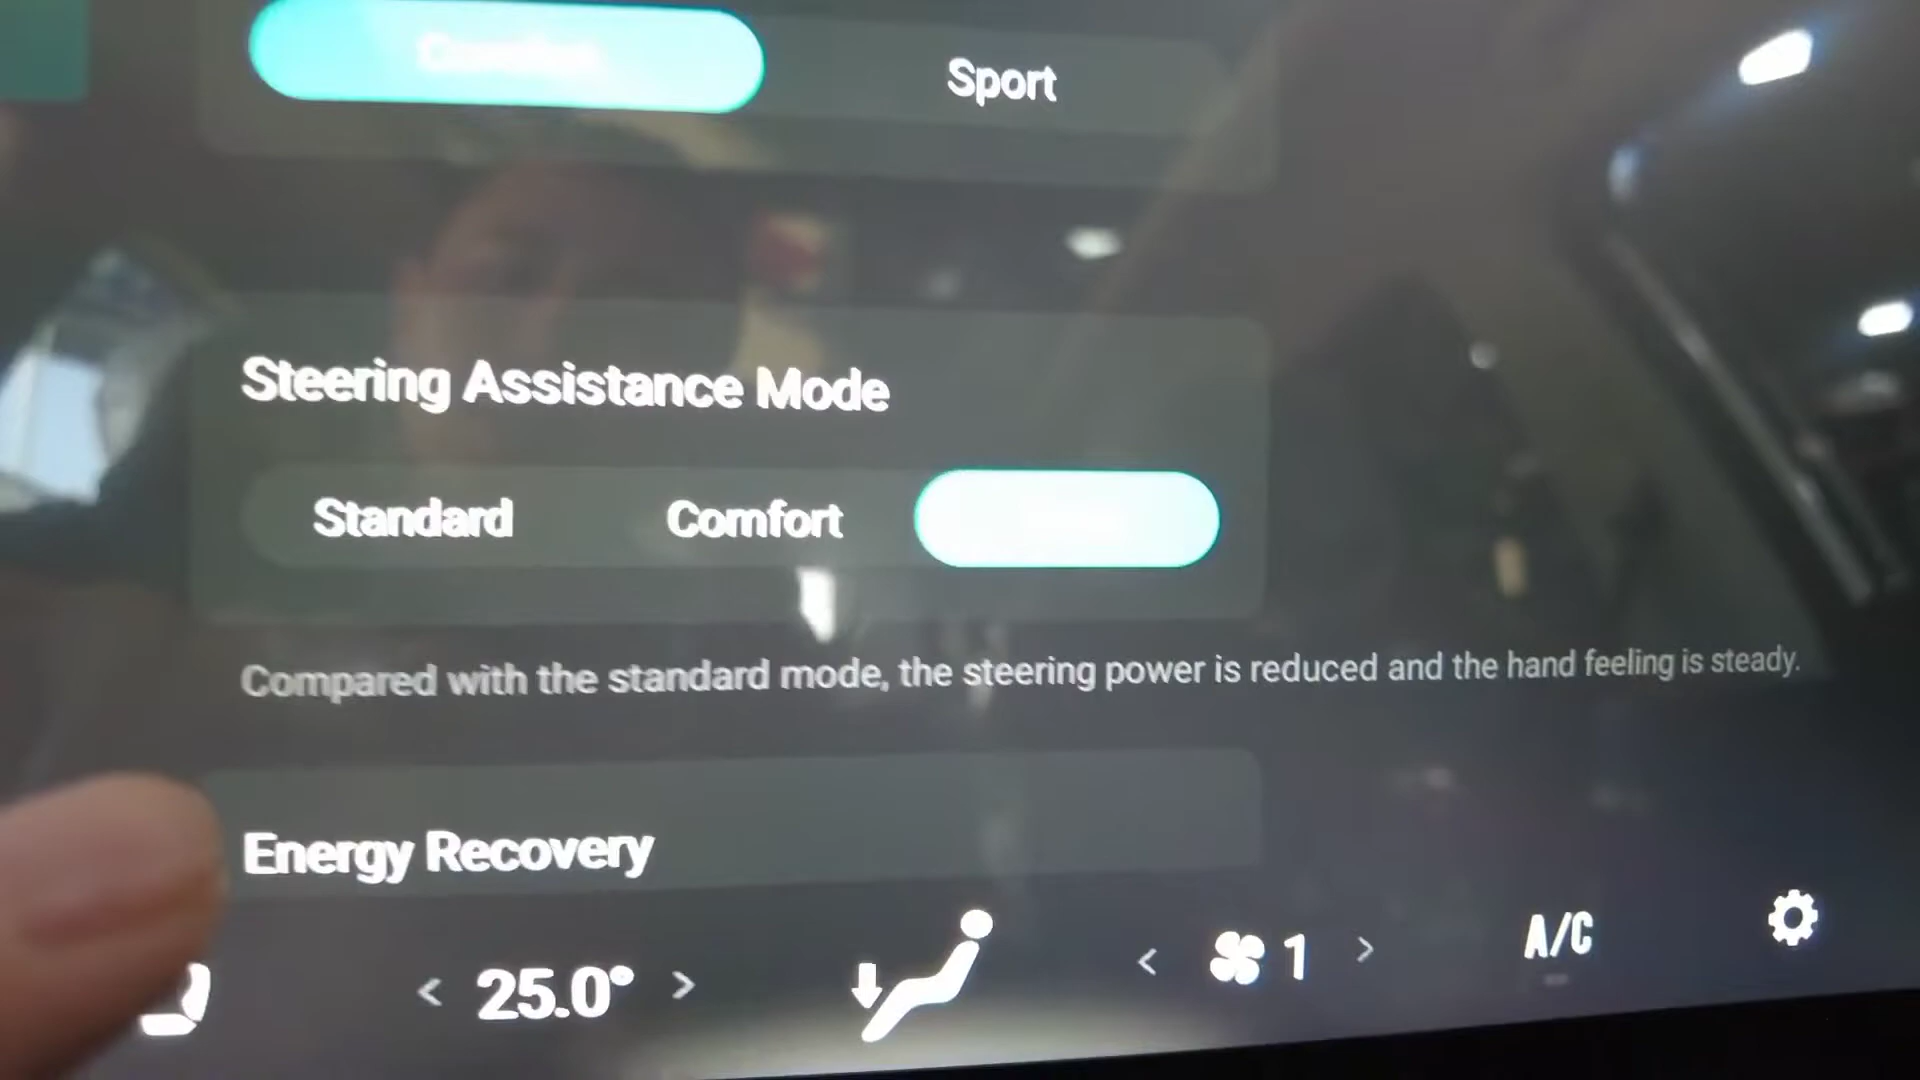 Comfort Sport
Steering Assistance Mode
Standard Comfort
Compared with the standard mode, the steering power is reduced and the hand feeling is steady.
Energy Recovery
< 25.0° > < 1 > A/C